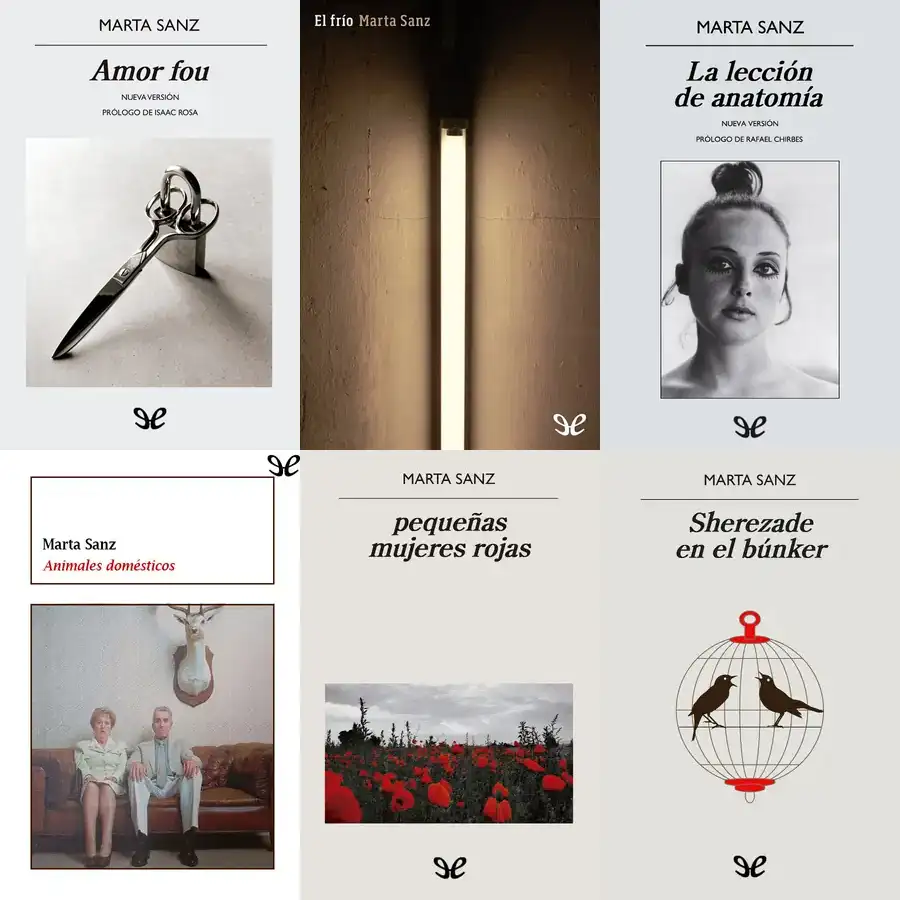 MARTA SANZ
Amor fou
NUEVA VERSIÓN
PRÓLOGO DE ISAAC ROSA
El frío Marta Sanz
MARTA SANZ
La lección
de anatomía
NUEVA VERSIÓN
PRÓLOGO DE RAFAEL CHIRBES
Marta Sanz
Animales domésticos
MARTA SANZ
pequeñas
mujeres rojas
MARTA SANZ
Sherezade
en el búnker